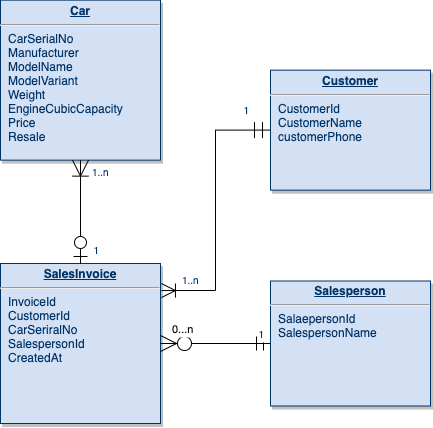 Car
CarSerialNo
Manufacturer
ModelName
ModelVariant
Weight
EngineCubicCapacity
Price
Resale
1..n
1
Customer
CustomerId
CustomerName
customerPhone
1
SalesInvoice
InvoiceId
CustomerId
CarSeriralNo
SalespersonId
CreatedAt
1..n
0...n
1
Salesperson
SalaepersonId
SalespersonName